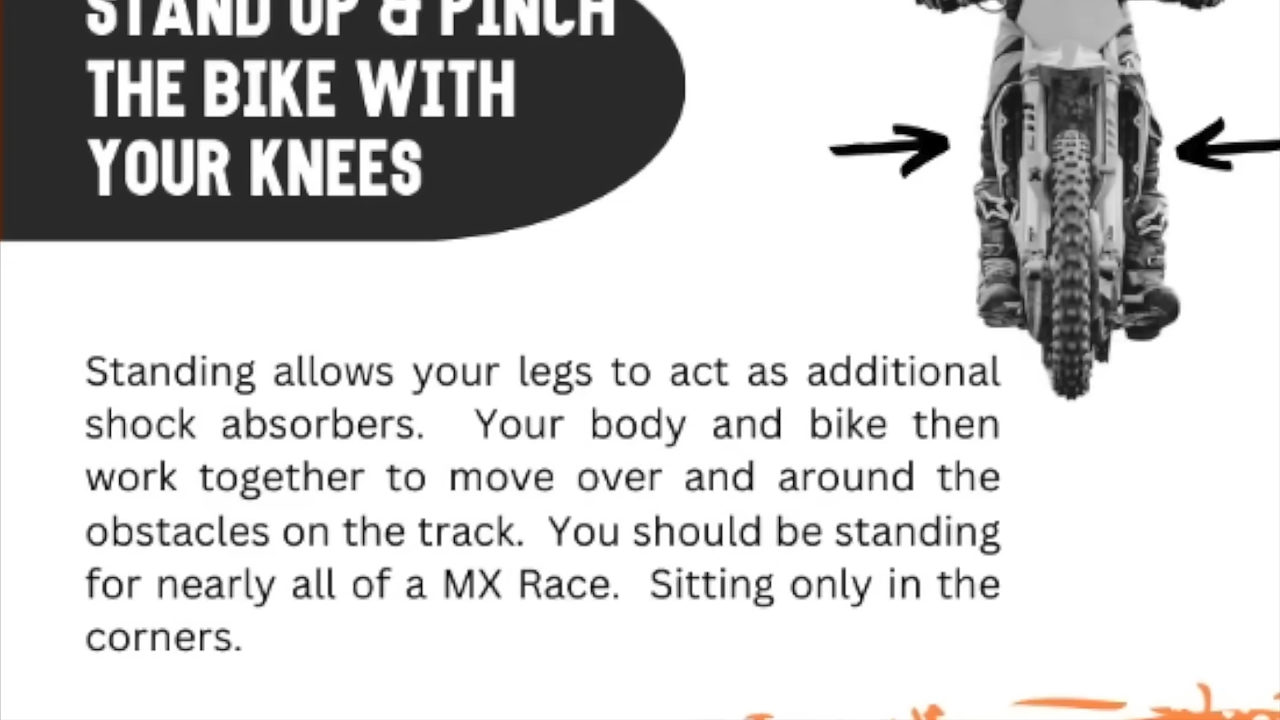 STAND UP & PINCH
THE BIKE WITH
YOUR KNEES
Standing allows your legs to act as additional
shock absorbers.  Your body and bike then
work together to move over and around the
obstacles on the track.  You should be standing
for nearly all of a MX Race.  Sitting only in the
corners.